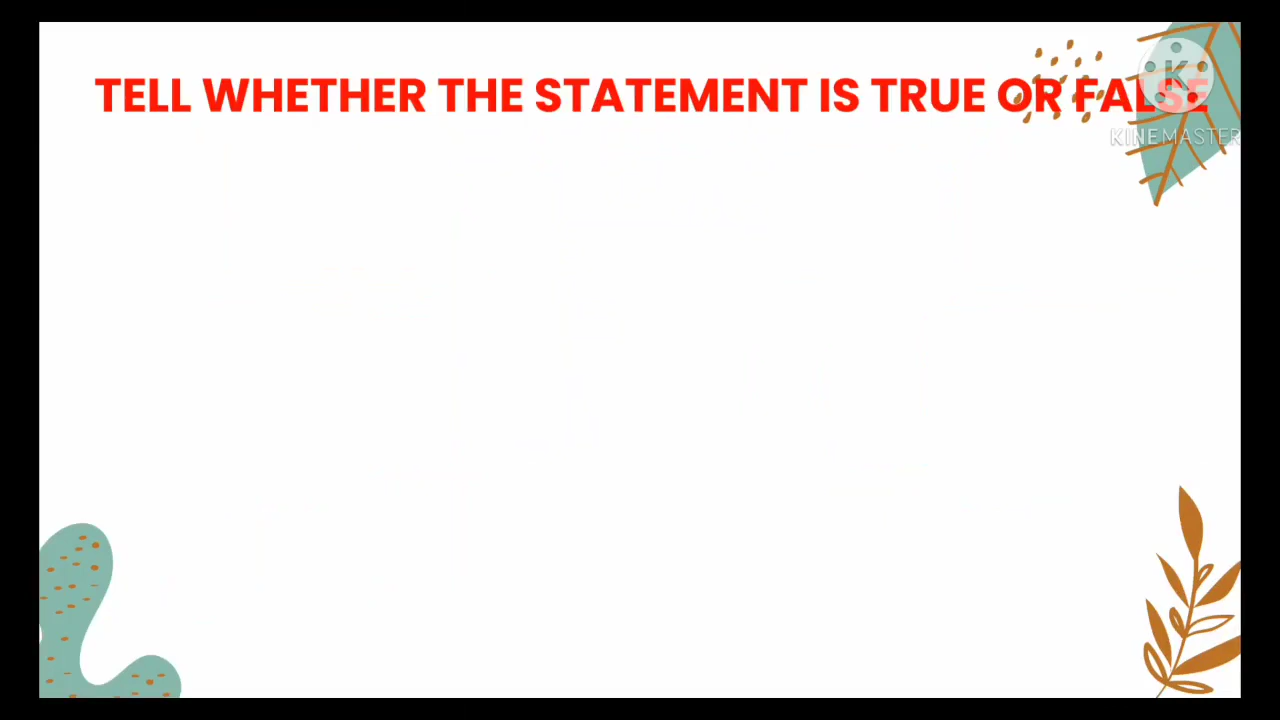 TELL WHETHER THE STATEMENT IS TRUE OR FALSE
K
KINEMASTER